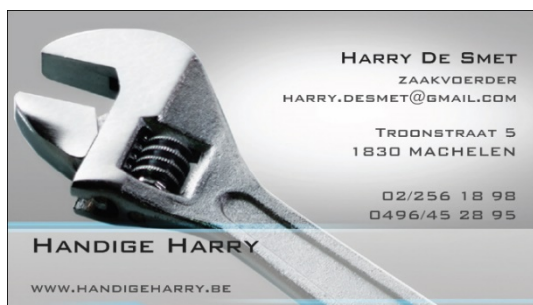 HARRY DE SMET
ZAAKVOERDER
HARRY.DESMET@GMAIL.COM
TROONSTRAAT 5
1830 MACHELEN
02/256 18 98
0496/45 28 95
HANDIGE HARRY
WWW.HANDIGEHARRY.BE